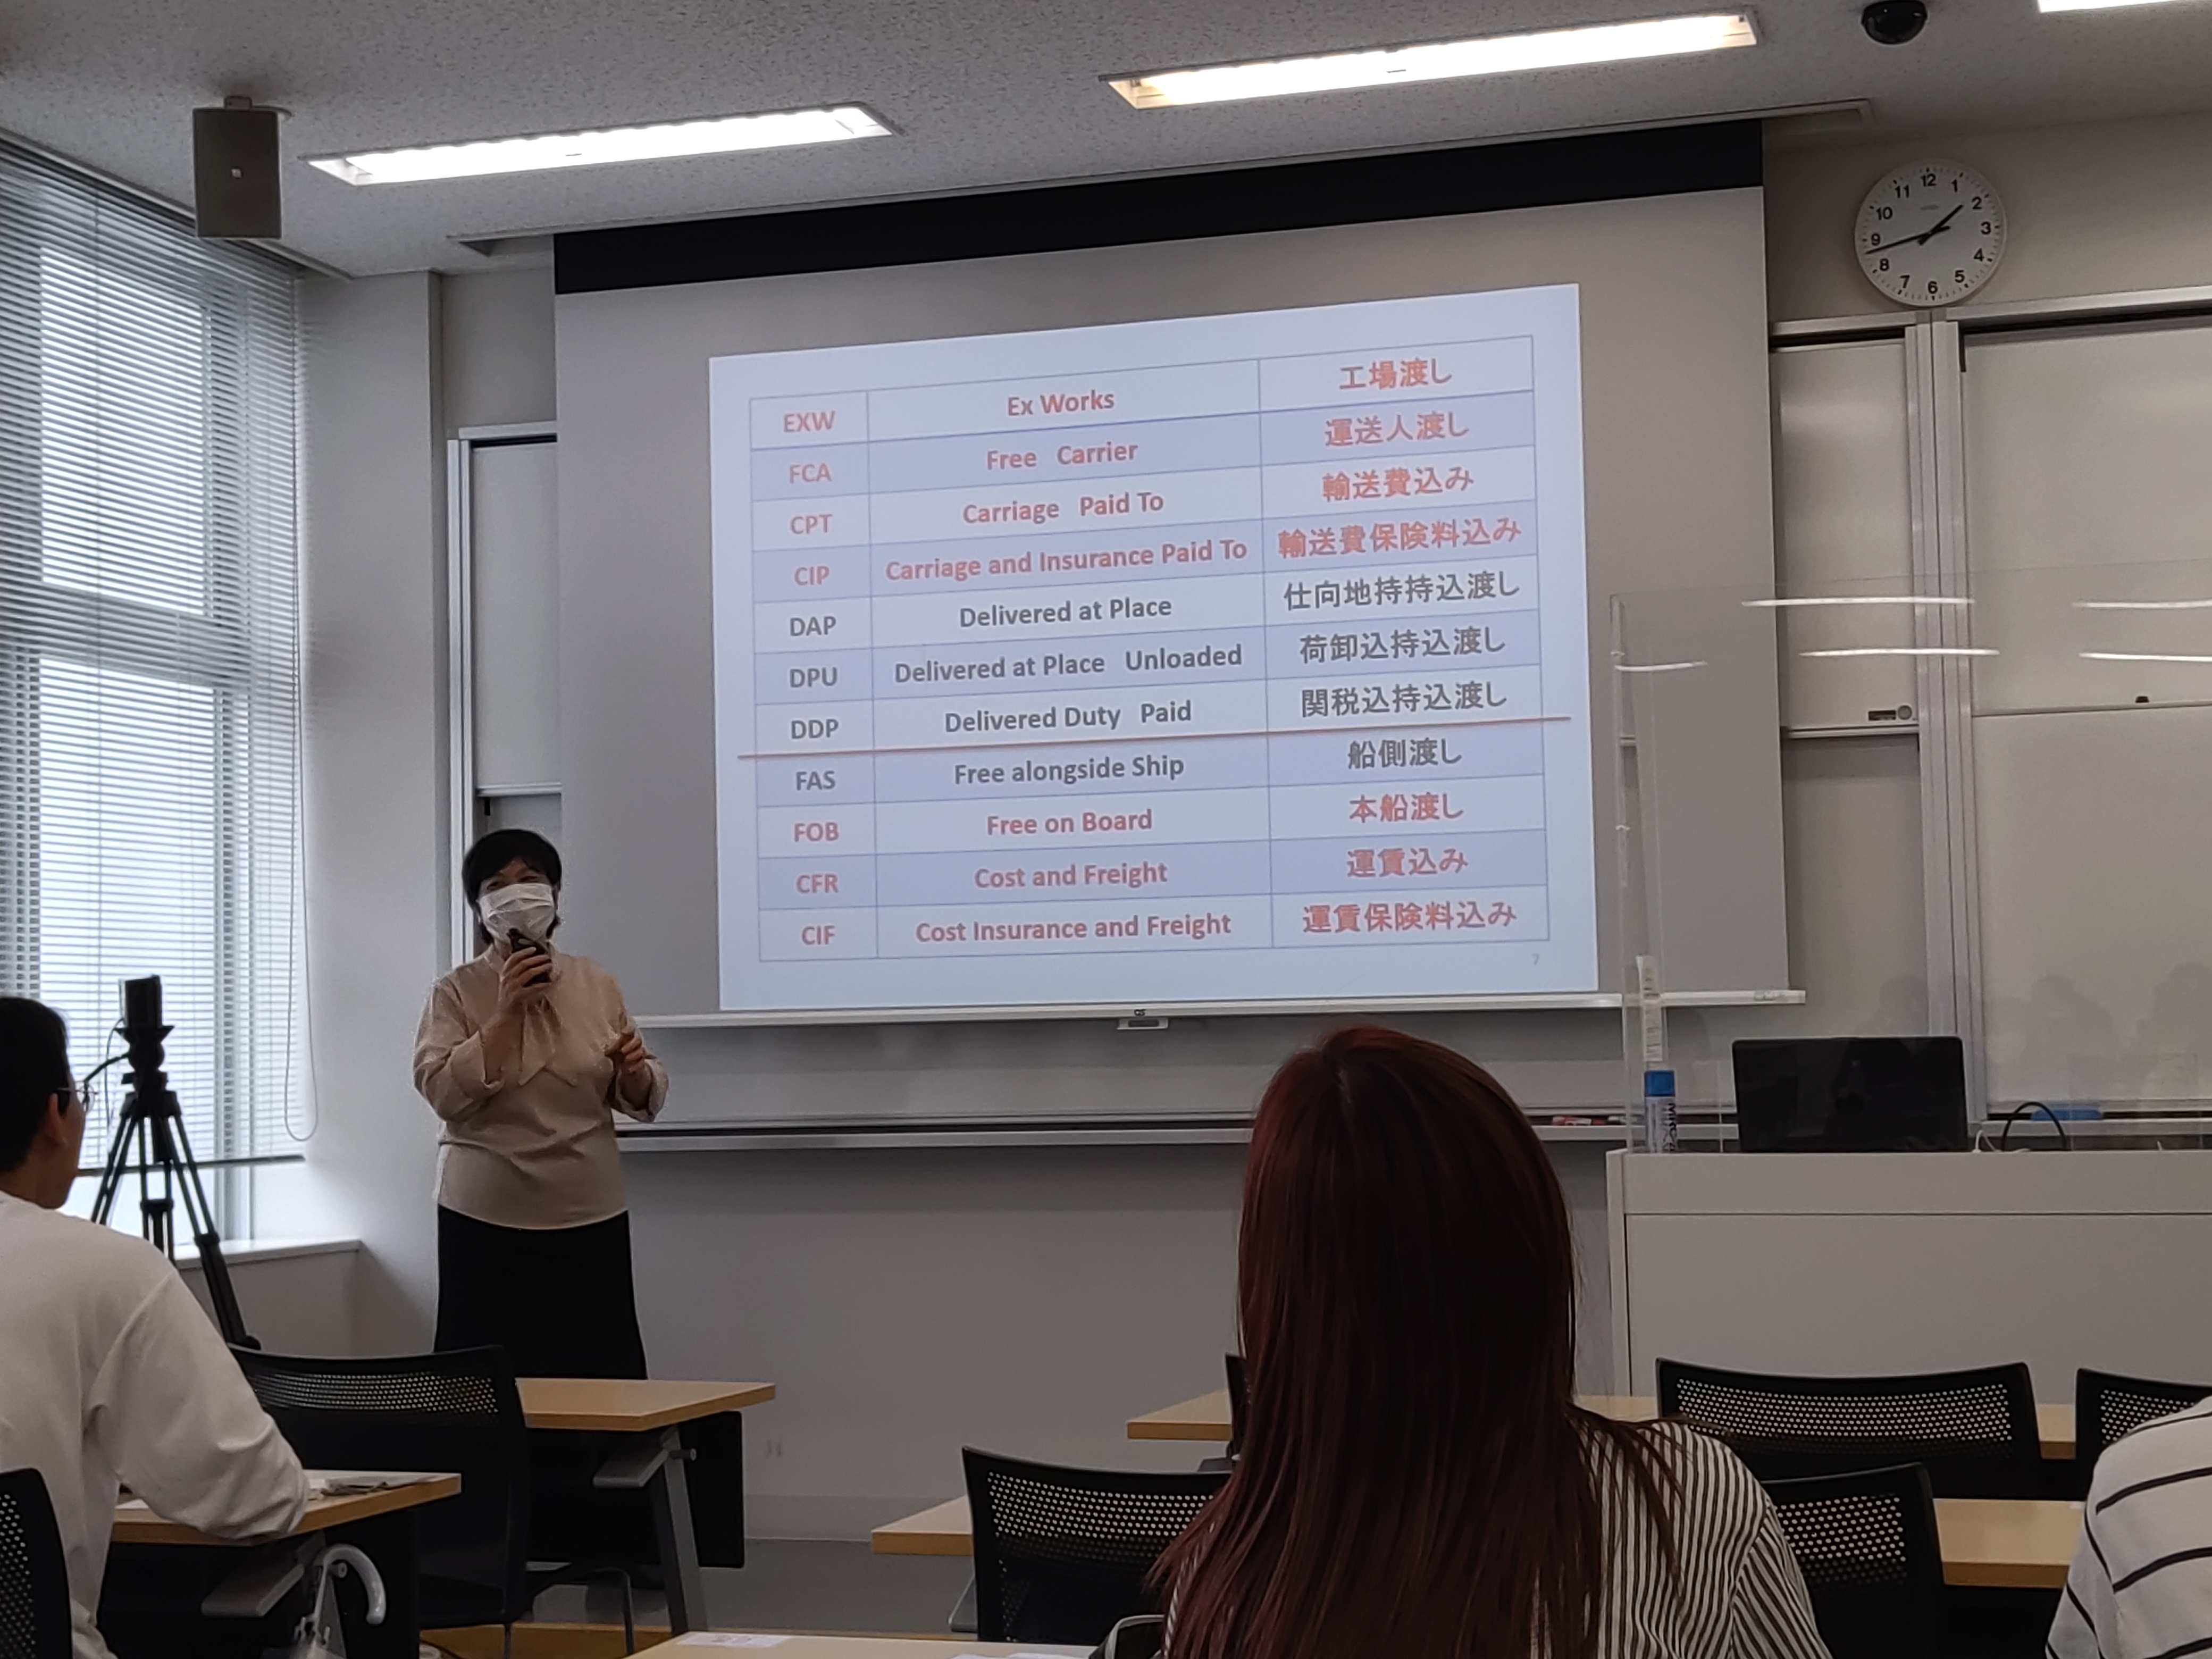 EXW Ex Works 工場渡し
FCA Free Carrier 運送人渡し
CPT Carriage Paid To 輸送費込み
CIP Carriage and Insurance Paid To 輸送費保険料込み
DAP Delivered at Place 仕向地持持込渡し
DPU Delivered at Place Unloaded 荷卸込持込渡し
DDP Delivered Duty Paid 関税込持込渡し
FAS Free alongside Ship 船側渡し
FOB Free on Board 本船渡し
CFR Cost and Freight 運賃込み
CIF Cost Insurance and Freight 運賃保険料込み
7
12
1
2
3
4
5
6
7
8
9
10
11